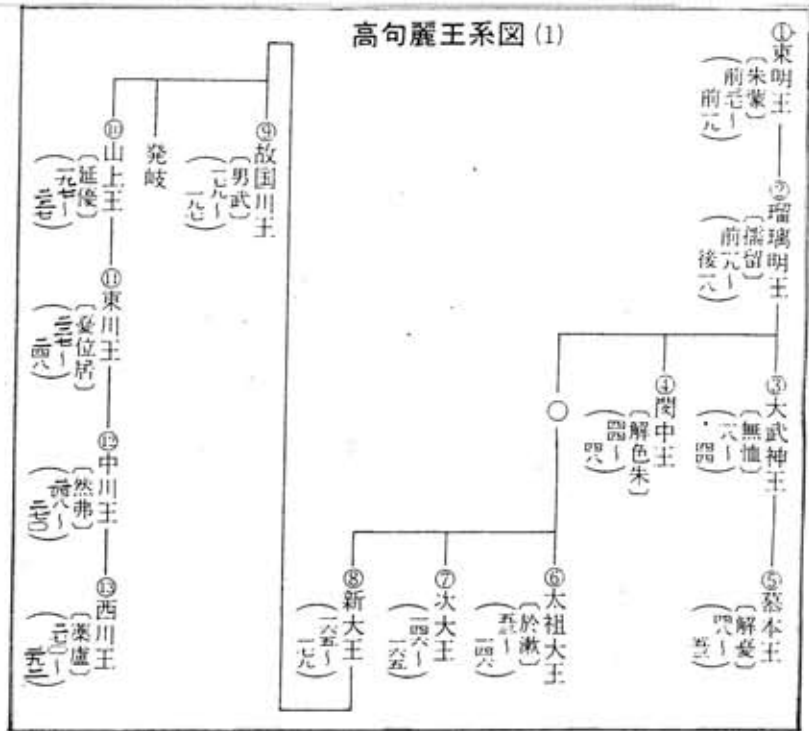 高句麗王系図(1)
①東明王
〔朱蒙〕
(前三七〜
前一九)
②瑠璃明王
〔儒留〕
(前一九〜
後一八)
③大武神王
〔無恤〕
(一八〜
四四)
④閔中王
〔解色朱〕
(四四〜
四八)
○
⑤慕本王
〔解憂〕
(四八〜
五三)
⑥太祖大王
〔於漱〕
(五三〜
一四六)
⑦次大王
(一四六〜
一六五)
⑧新大王
(一六五〜
一七九)
⑨故国川王
〔男武〕
(一七九〜
一九七)
発岐
⑩山上王
〔延優〕
(一九七〜
二二七)
⑪東川王
〔憂位居〕
(二二七〜
二四八)
⑫中川王
〔然弗〕
(二四八〜
二七〇)
⑬西川王
〔薬盧〕
(二七〇〜
二九二)